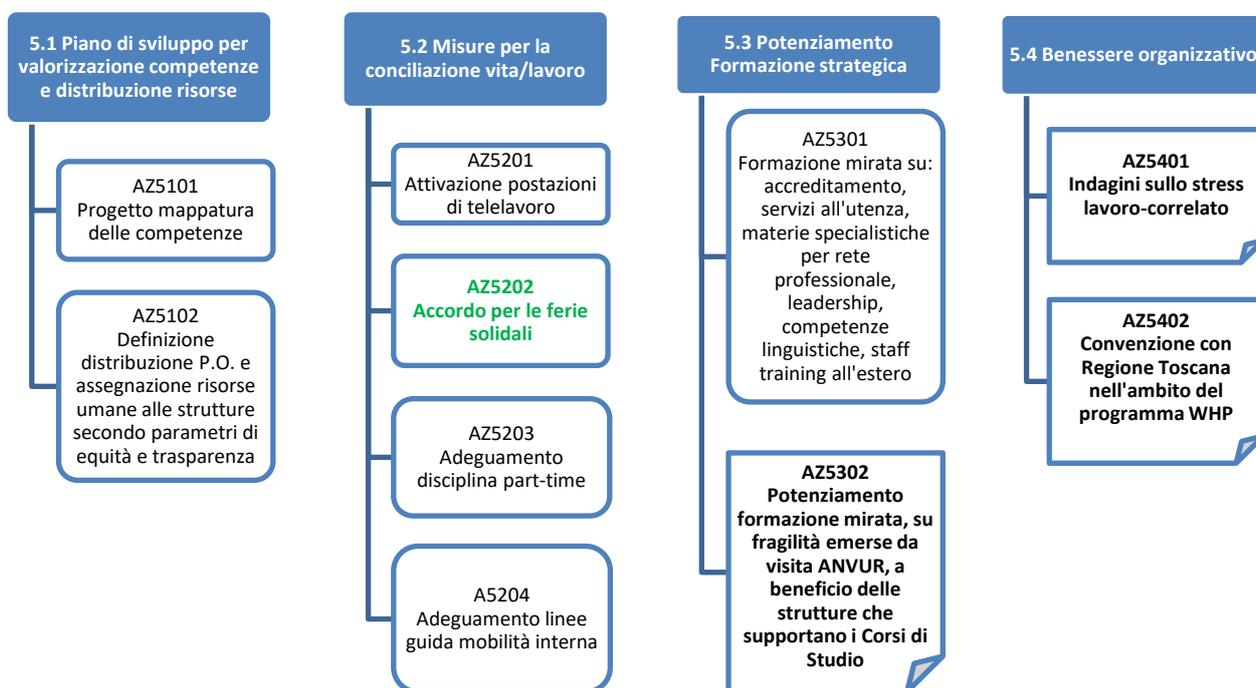 5.1 Piano di sviluppo per
valorizzazione competenze
e distribuzione risorse
AZ5101
Progetto mappatura
delle competenze
AZ5102
Definizione
distribuzione P.O. e
assegnazione risorse
umane alle strutture
secondo parametri di
equità e trasparenza
5.2 Misure per la
conciliazione vita/lavoro
AZ5201
Attivazione postazioni
di telelavoro
AZ5202
Accordo per le ferie
solidali
AZ5203
Adeguamento
disciplina part-time
A5204
Adeguamento linee
guida mobilità interna
5.3 Potenziamento
Formazione strategica
AZ5301
Formazione mirata su:
accreditamento,
servizi all'utenza,
materie specialistiche
per rete
professionale,
leadership,
competenze
linguistiche, staff
training all'estero
AZ5302
Potenziamento
formazione mirata, su
fragilità emerse da
visita ANVUR, a
beneficio delle
strutture che
supportano i Corsi di
Studio
5.4 Benessere organizzativo
AZ5401
Indagini sullo stress
lavoro-correlato
AZ5402
Convenzione con
Regione Toscana
nell'ambito del
programma WHP